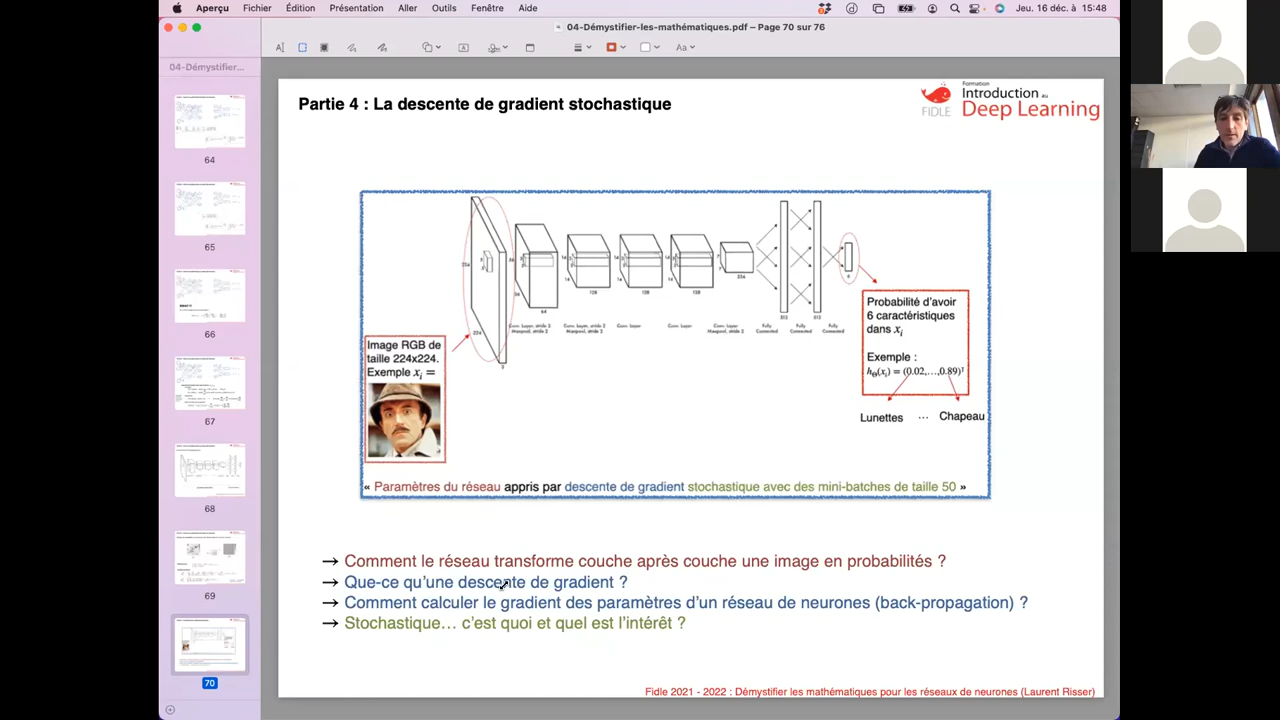 Aperçu Fichier Édition Présentation Aller Outils Fenêtre Aide Jeu. 16 déc. à 15:48
04-Démystifier-les-mathématiques.pdf — Page 70 sur 76
04-Démystifier...
64
65
66
67
68
69
70
Partie 4 : La descente de gradient stochastique
Formation
Introduction au
Deep Learning
FIDLE
Image RGB de
taille 224x224.
Exemple xᵢ =
Probabilité d'avoir
6 caractéristiques
dans xᵢ
Exemple :
h_Θ(xᵢ) = (0.02,…,0.89)ᵀ
Lunettes … Chapeau
« Paramètres du reseau appris par descente de gradient stochastique avec des mini-batches de taille 50 »
→ Comment le réseau transforme couche après couche une image en probabilités ?
→ Que-ce qu'une descente de gradient ?
→ Comment calculer le gradient des paramètres d'un réseau de neurones (back-propagation) ?
→ Stochastique… c'est quoi et quel est l'intérêt ?
Fidle 2021 - 2022 : Démystifier les mathématiques pour les réseaux de neurones (Laurent Risser)